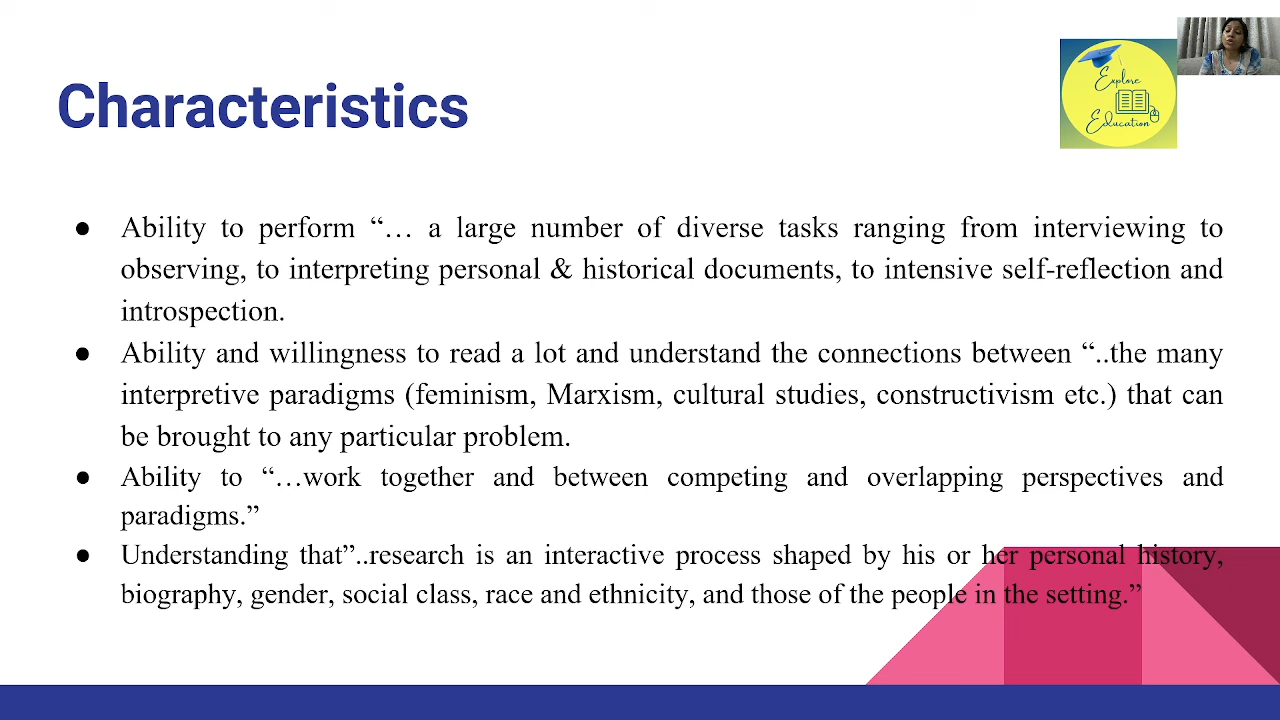 Characteristics
Explore
Education
● Ability to perform “… a large number of diverse tasks ranging from interviewing to
observing, to interpreting personal & historical documents, to intensive self-reflection and
introspection.
● Ability and willingness to read a lot and understand the connections between “..the many
interpretive paradigms (feminism, Marxism, cultural studies, constructivism etc.) that can
be brought to any particular problem.
● Ability to “…work together and between competing and overlapping perspectives and
paradigms.”
● Understanding that”..research is an interactive process shaped by his or her personal history,
biography, gender, social class, race and ethnicity, and those of the people in the setting.”